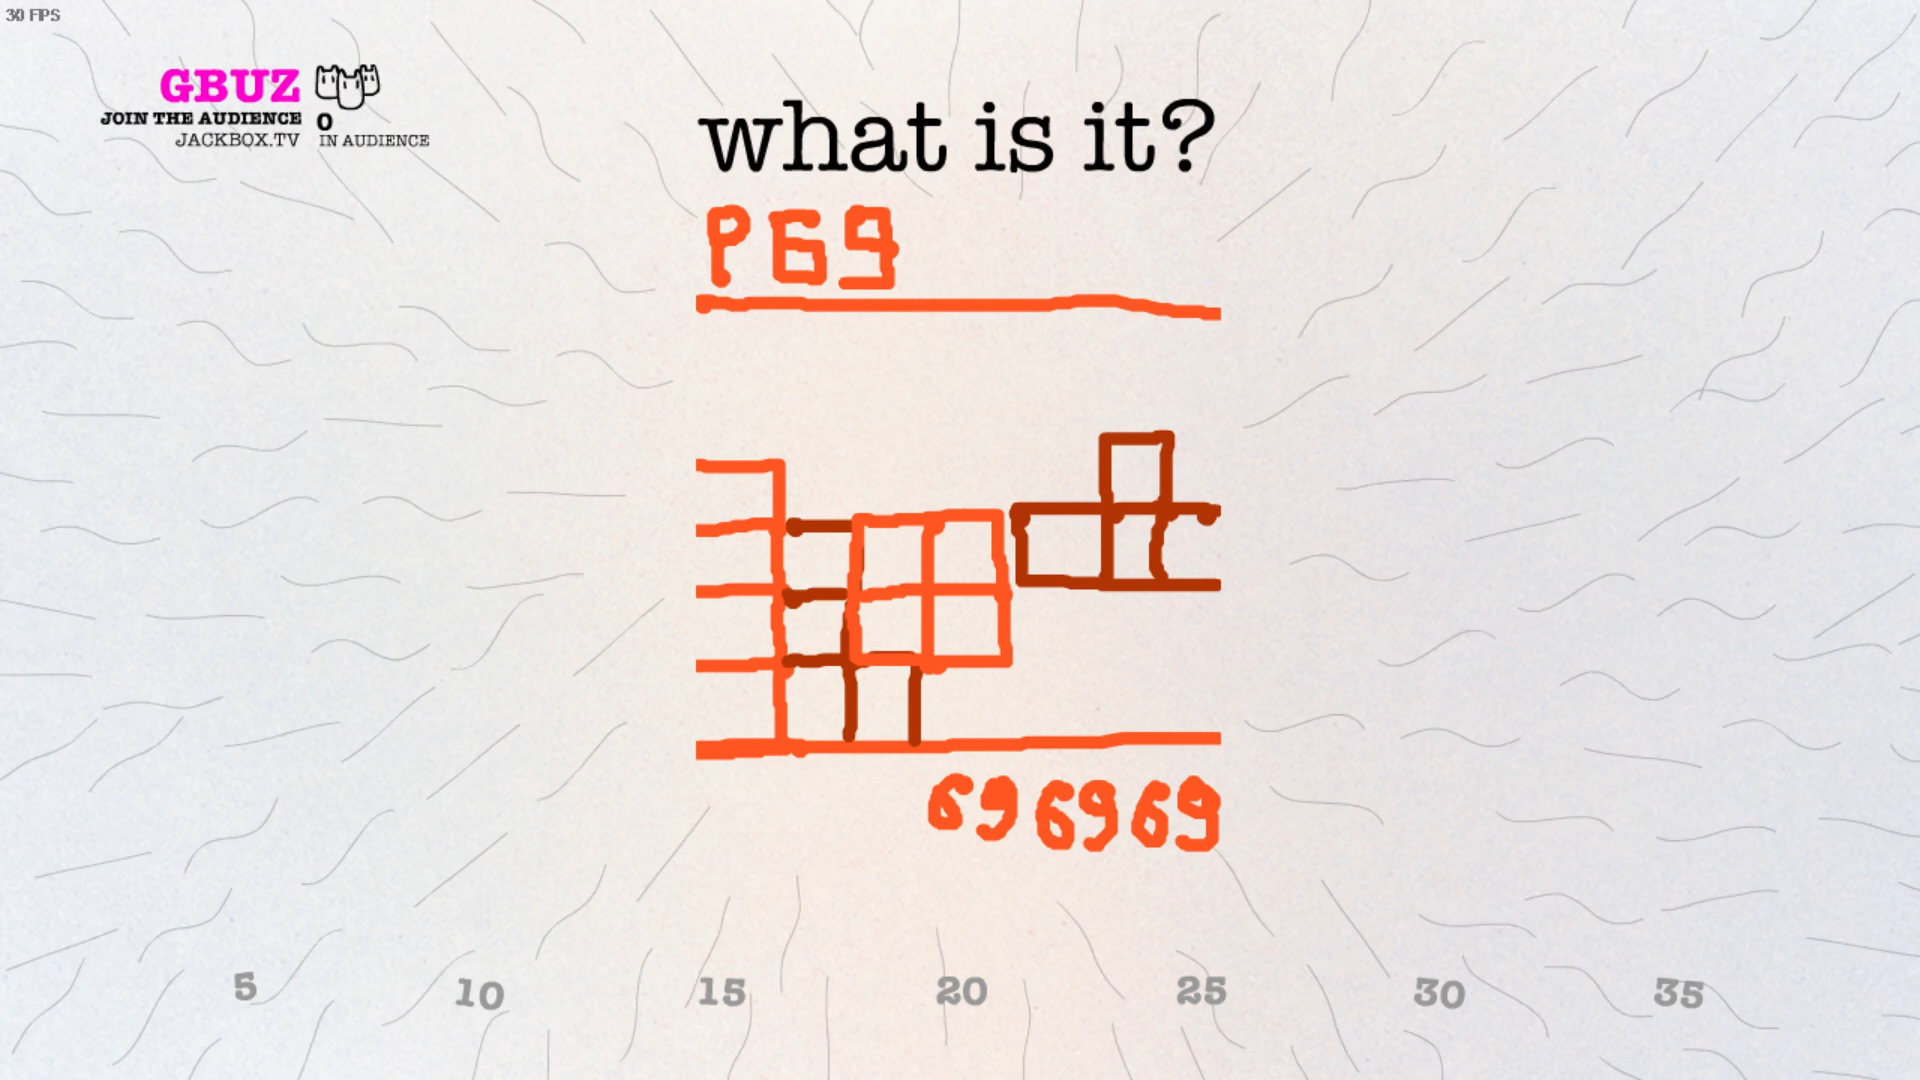 30 FPS
GBUZ
JOIN THE AUDIENCE
JACKBOX.TV
0
IN AUDIENCE
what is it?
P69
696969
5 10 15 20 25 30 35